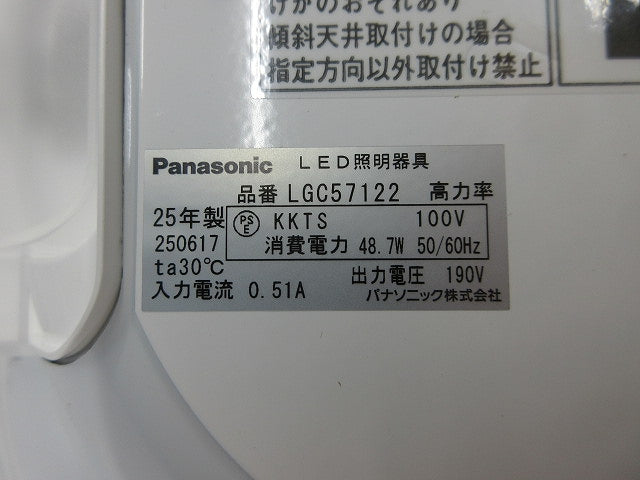 けがのおそれあり
傾斜天井取付けの場合
指定方向以外取付け禁止
Panasonic LED照明器具
品番 LGC57122 高力率
25年製 PSE KKTS 100V
250617 消費電力 48.7W 50/60Hz
ta30℃ 出力電圧 190V
入力電流 0.51A パナソニック株式会社